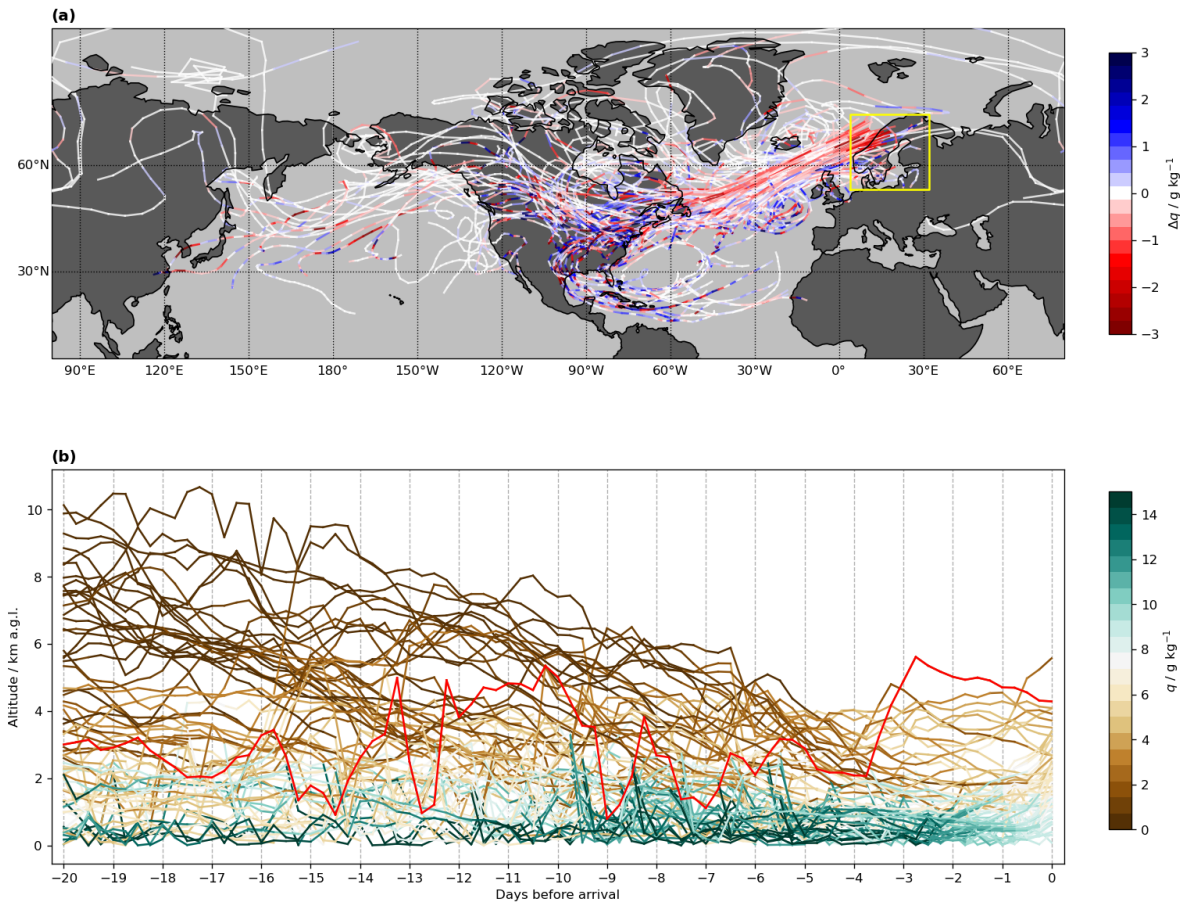 (a)
60°N
30°N
90°E 120°E 150°E 180° 150°W 120°W 90°W 60°W 30°W 0° 30°E 60°E
3
2
1
0
−1
−2
−3
Δq / g kg⁻¹
(b)
10
8
6
4
2
0
Altitude / km a.g.l.
−20 −19 −18 −17 −16 −15 −14 −13 −12 −11 −10 −9 −8 −7 −6 −5 −4 −3 −2 −1 0
Days before arrival
14
12
10
8
6
4
2
0
q / g kg⁻¹